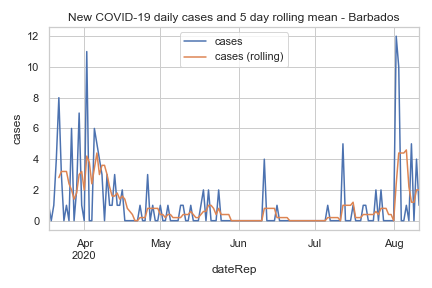 New COVID-19 daily cases and 5 day rolling mean - Barbados
cases
cases (rolling)
12
10
8
6
4
2
0
cases
Apr
2020
May
Jun
Jul
Aug
dateRep